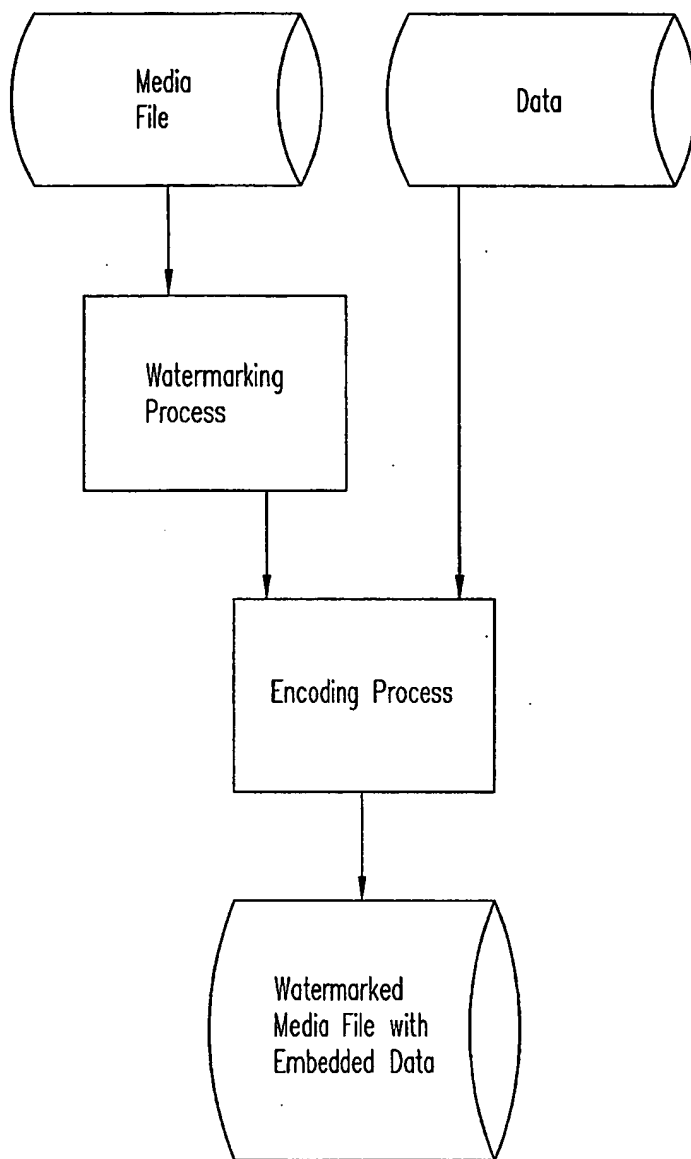 Media
File
Data
Watermarking
Process
Encoding Process
Watermarked
Media File with
Embedded Data